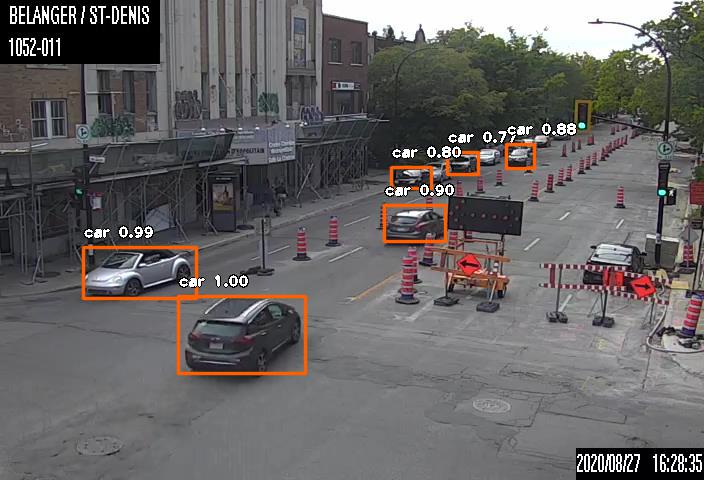 BELANGER / ST-DENIS
1052-011
car 0.88
car 0.77
car 0.80
car 0.90
car 0.99
car 1.00
2020/08/27 16:28:35